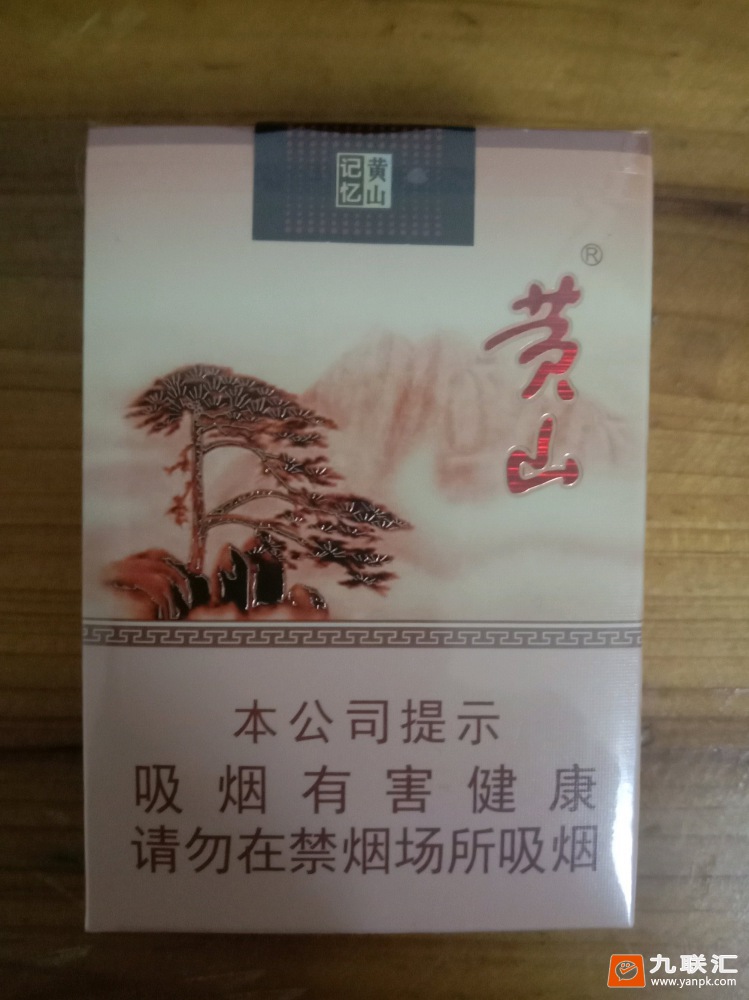 黄山
记忆
®
黄山
本公司提示
吸烟有害健康
请勿在禁烟场所吸烟
九联汇
www.yanpk.com